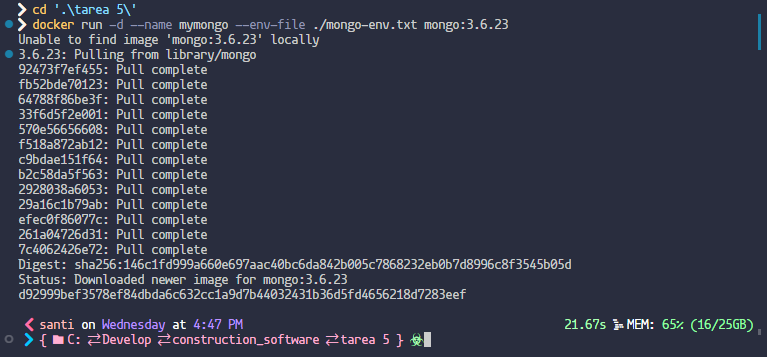 ❯ cd '.\tarea 5\'
❯ docker run -d --name mymongo --env-file ./mongo-env.txt mongo:3.6.23
Unable to find image 'mongo:3.6.23' locally
3.6.23: Pulling from library/mongo
92473f7ef455: Pull complete
fb52bde70123: Pull complete
64788f86be3f: Pull complete
33f6d5f2e001: Pull complete
570e56656608: Pull complete
f518a872ab12: Pull complete
c9bdae151f64: Pull complete
b2c58da5f563: Pull complete
2928038a6053: Pull complete
29a16c1b79ab: Pull complete
efec0f86077c: Pull complete
261a04726d31: Pull complete
7c4062426e72: Pull complete
Digest: sha256:146c1fd999a660e697aac40bc6da842b005c7868232eb0b7d8996c8f3545b05d
Status: Downloaded newer image for mongo:3.6.23
d92999bef3578ef84dbda6c632cc1a9d7b44032431b36d5fd4656218d7283eef
❮ santi on Wednesday at 4:47 PM 21.67s MEM: 65% (16/25GB)
❯ { C: ⇄Develop ⇄construction_software ⇄tarea 5 } ☣